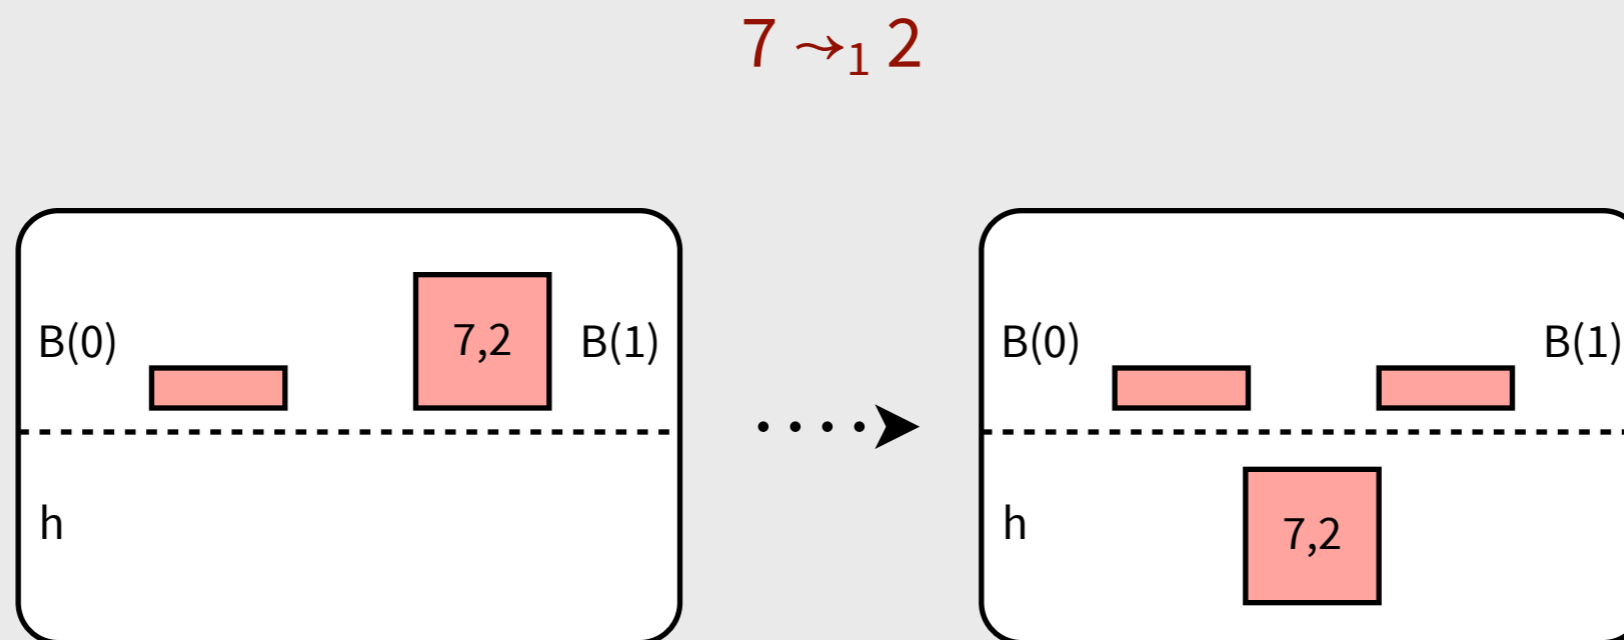 7 ⤳₁ 2
B(0) 7,2 B(1)
h
B(0) B(1)
h 7,2